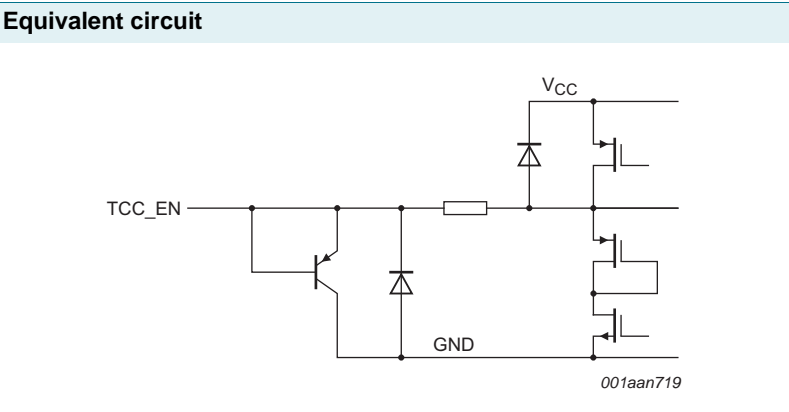 Equivalent circuit
VCC
TCC_EN
GND
001aan719